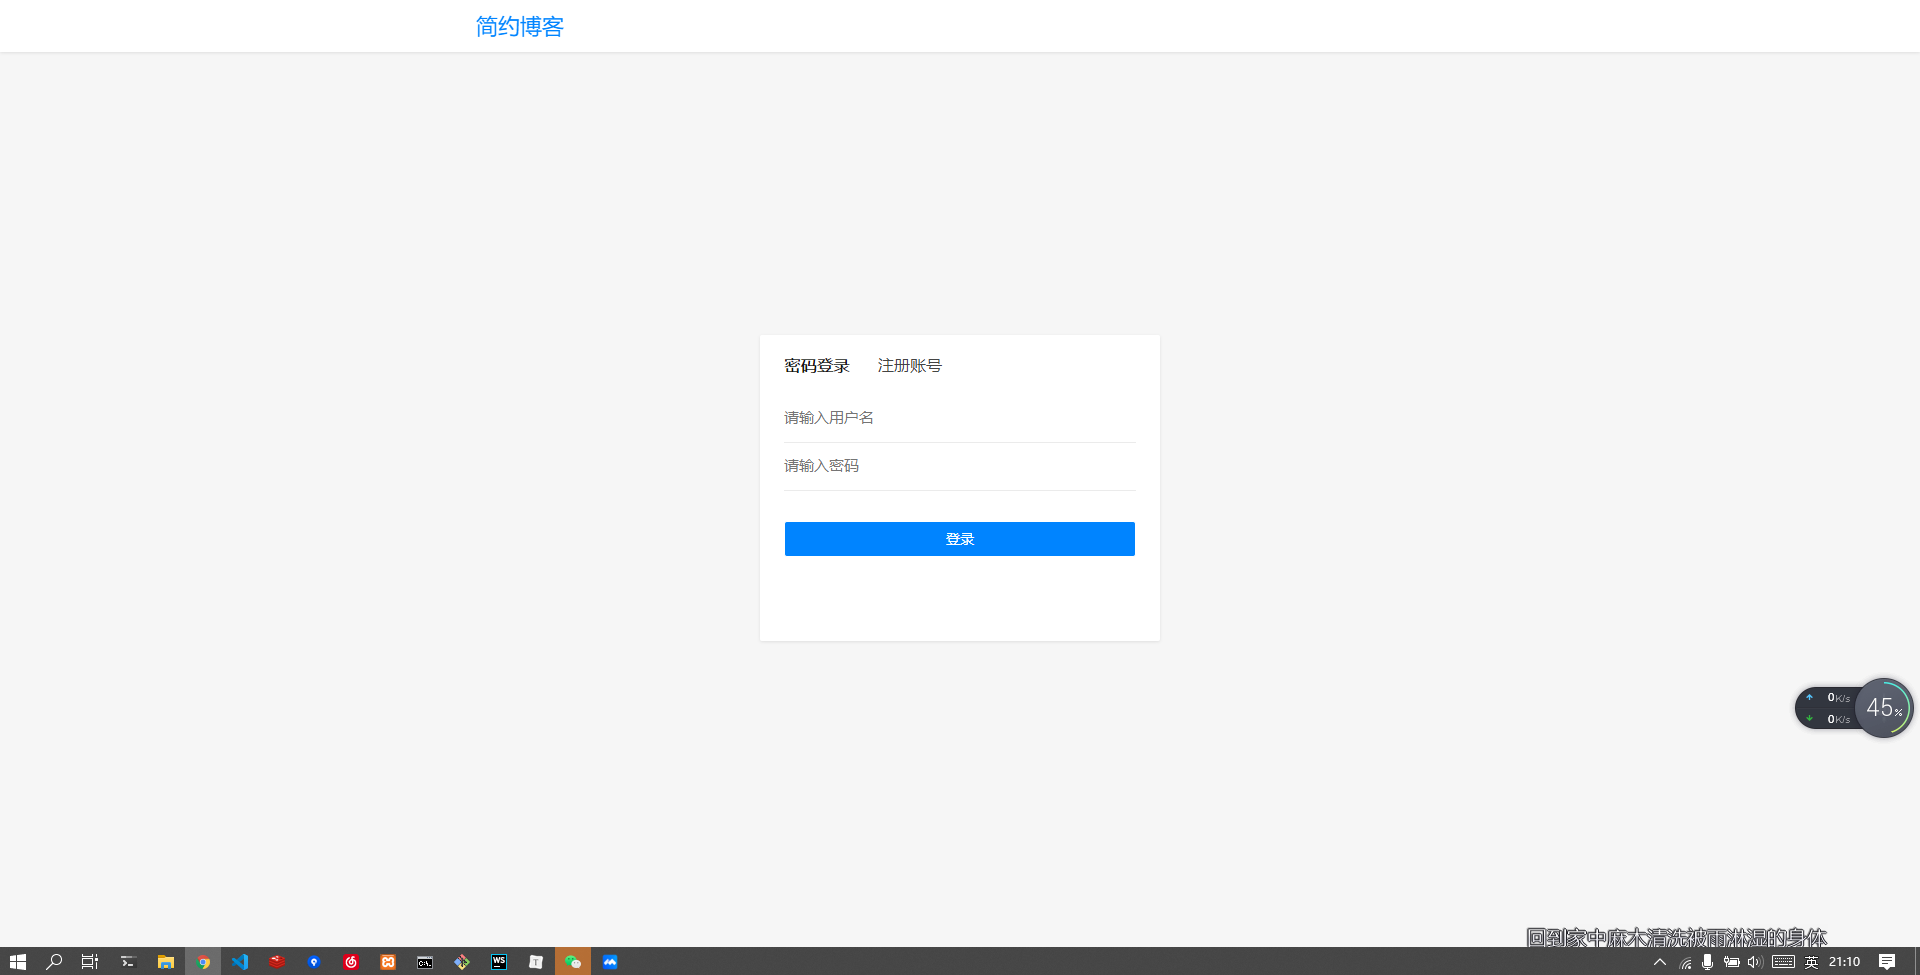 简约博客
密码登录 注册账号
请输入用户名
请输入密码
登录
0K/s
0K/s
45%
回到家中麻木清洗被雨淋湿的身体
C:\.
WS
T
英 21:10